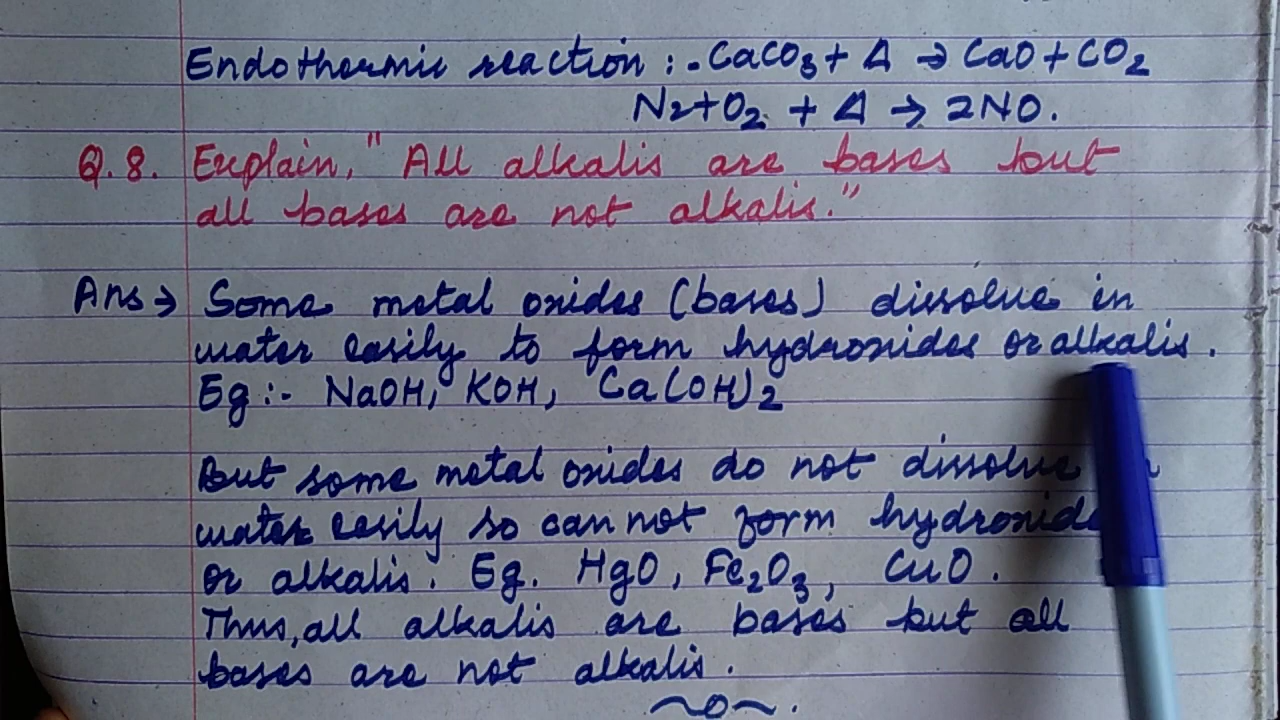 Endothermic reaction :- CaCO3 + Δ → CaO + CO2
N2 + O2 + Δ → 2NO.
Q.8. Explain, "All alkalis are bases but
all bases are not alkalis."
Ans → Some metal oxides (bases) dissolve in
water easily to form hydroxides or alkalis.
Eg :- NaOH, KOH, Ca(OH)2
But some metal oxides do not dissolve
water easily so can not form hydroxide
or alkalis. Eg. HgO, Fe2O3, CuO.
Thus, all alkalis are bases but all
bases are not alkalis.